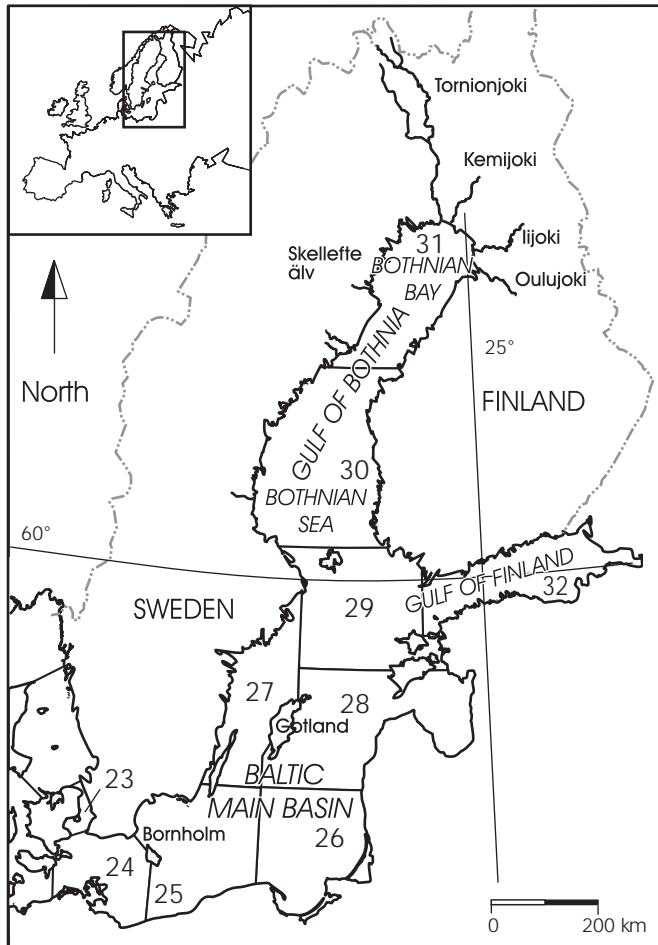 Tornionjoki
Kemijoki
Iijoki
Oulujoki
Skellefte
älv
31
BOTHNIAN
BAY
GULF OF BOTHNIA
North
25°
FINLAND
30
BOTHNIAN
SEA
60°
GULF OF FINLAND
32
SWEDEN
29
27
28
Gotland
23
BALTIC
MAIN BASIN
Bornholm
26
24
25
0 200 km